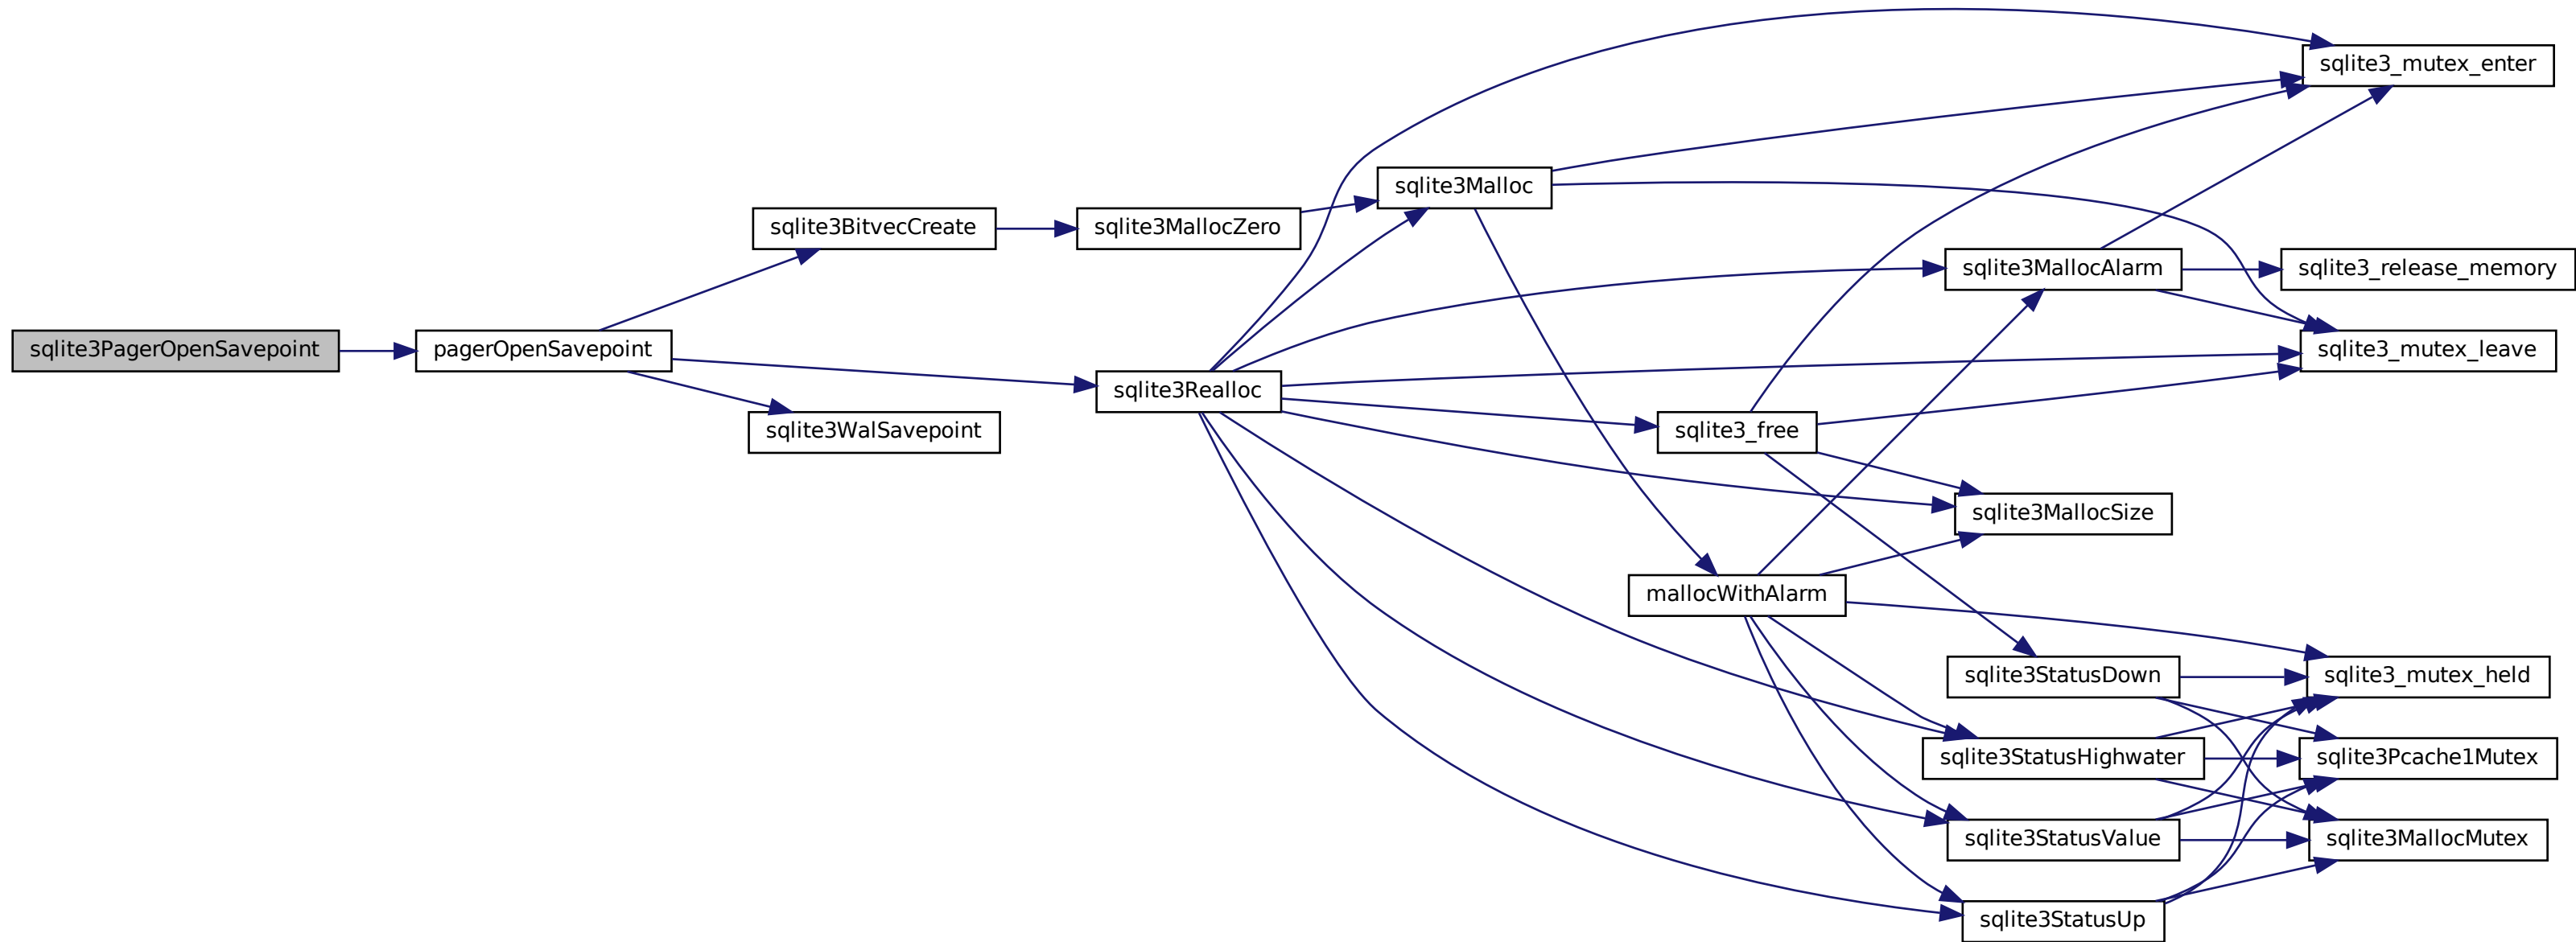 sqlite3PagerOpenSavepoint
pagerOpenSavepoint
sqlite3BitvecCreate
sqlite3WalSavepoint
sqlite3MallocZero
sqlite3Realloc
sqlite3Malloc
sqlite3_free
mallocWithAlarm
sqlite3MallocAlarm
sqlite3MallocSize
sqlite3StatusDown
sqlite3StatusHighwater
sqlite3StatusValue
sqlite3StatusUp
sqlite3_mutex_enter
sqlite3_release_memory
sqlite3_mutex_leave
sqlite3_mutex_held
sqlite3Pcache1Mutex
sqlite3MallocMutex